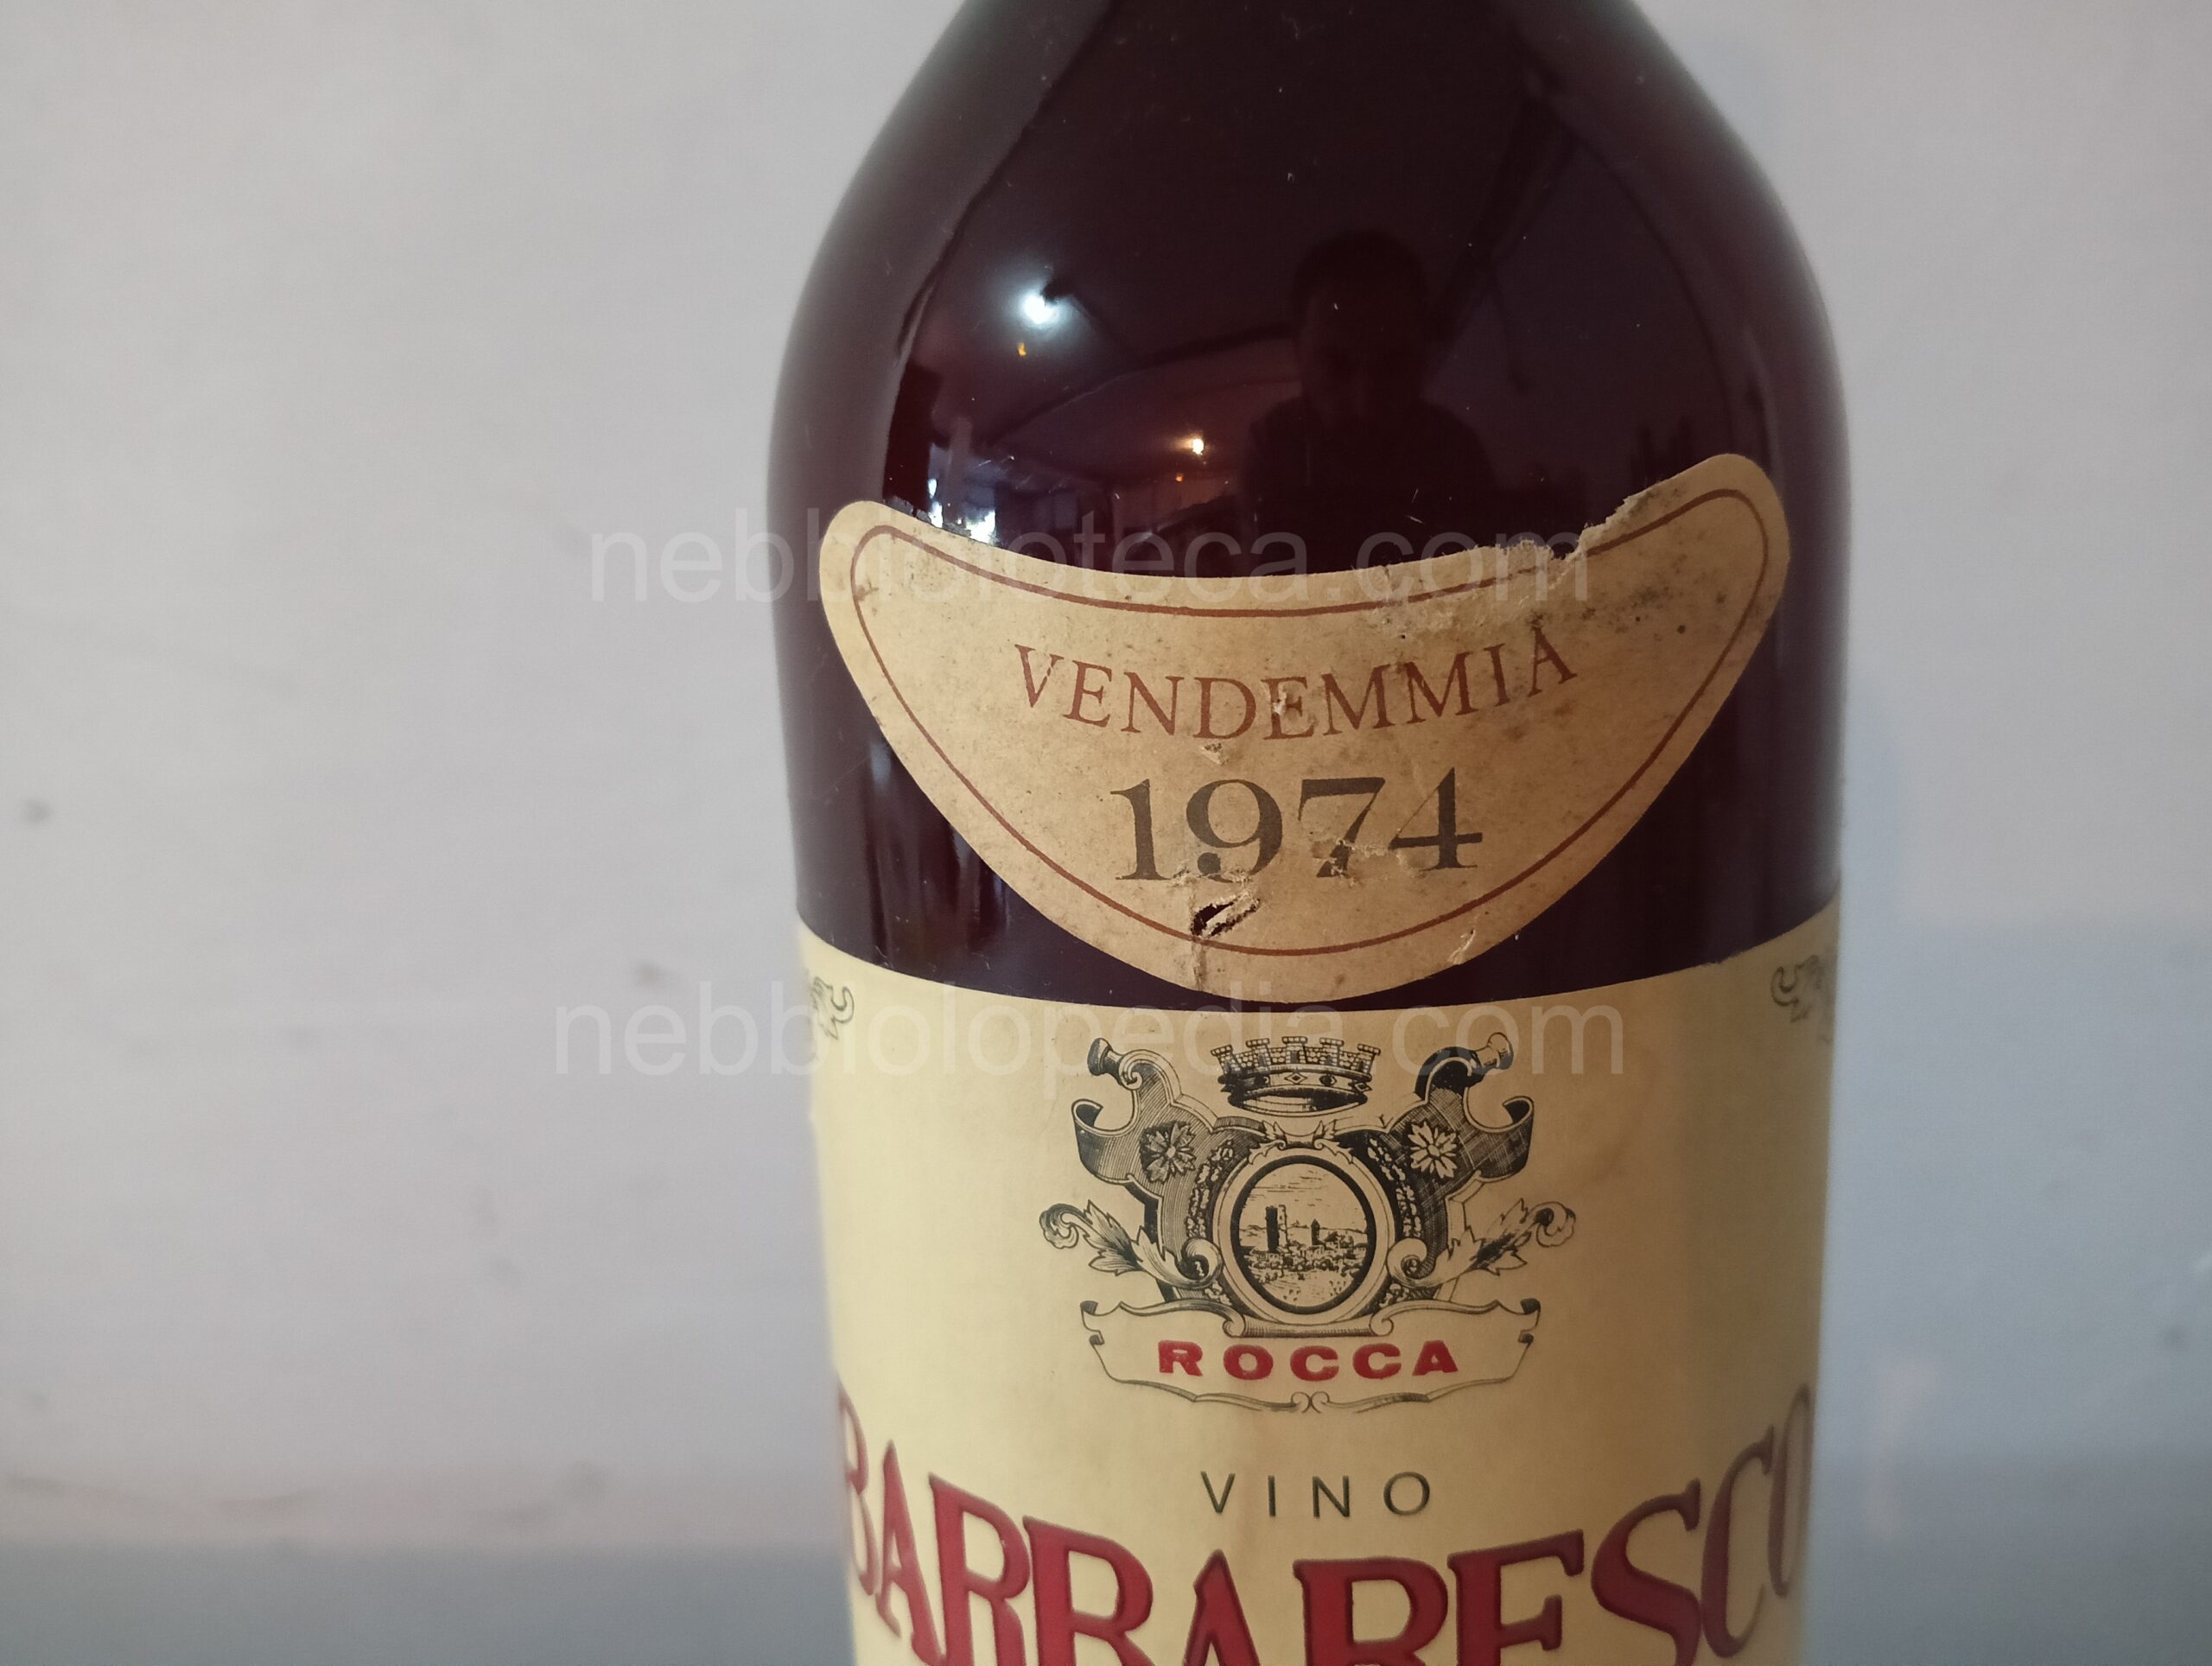 nebbioloteca.com
VENDEMMIA
1974
nebbiolopedia.com
ROCCA
VINO
BARBARESCO